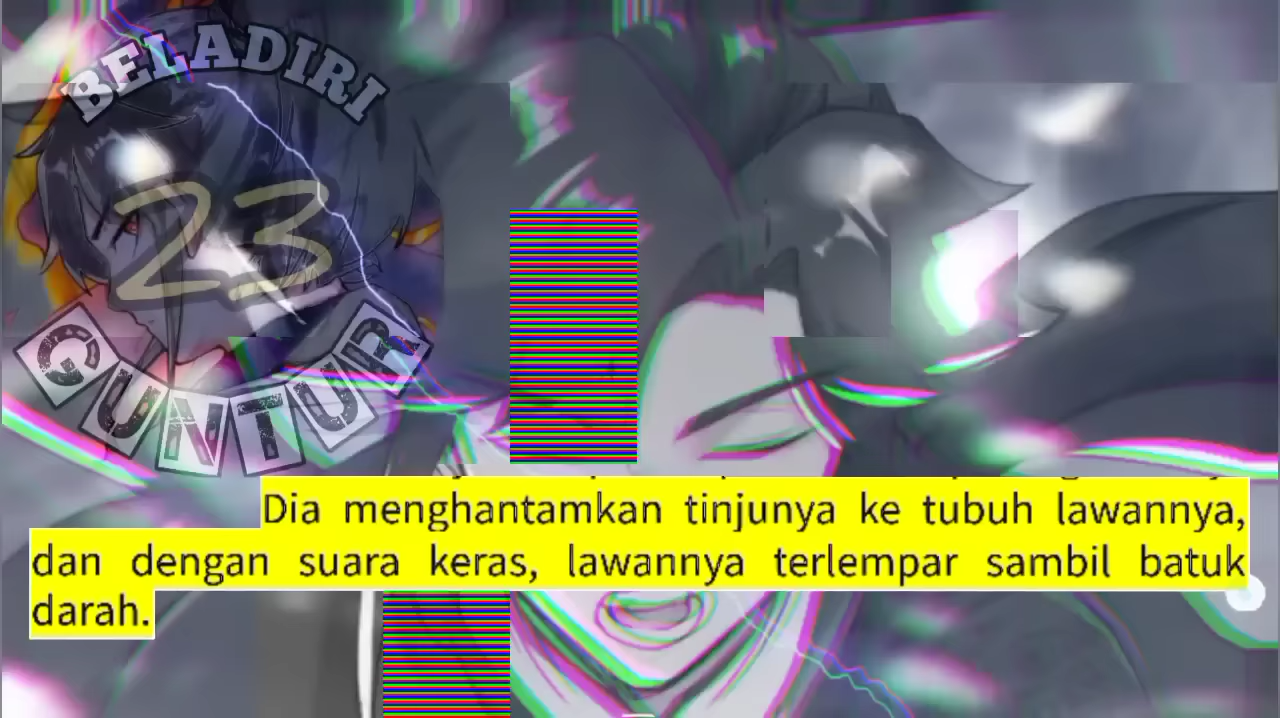 BELADIRI
23
GUNTUR
Dia menghantamkan tinjunya ke tubuh lawannya,
dan dengan suara keras, lawannya terlempar sambil batuk
darah.